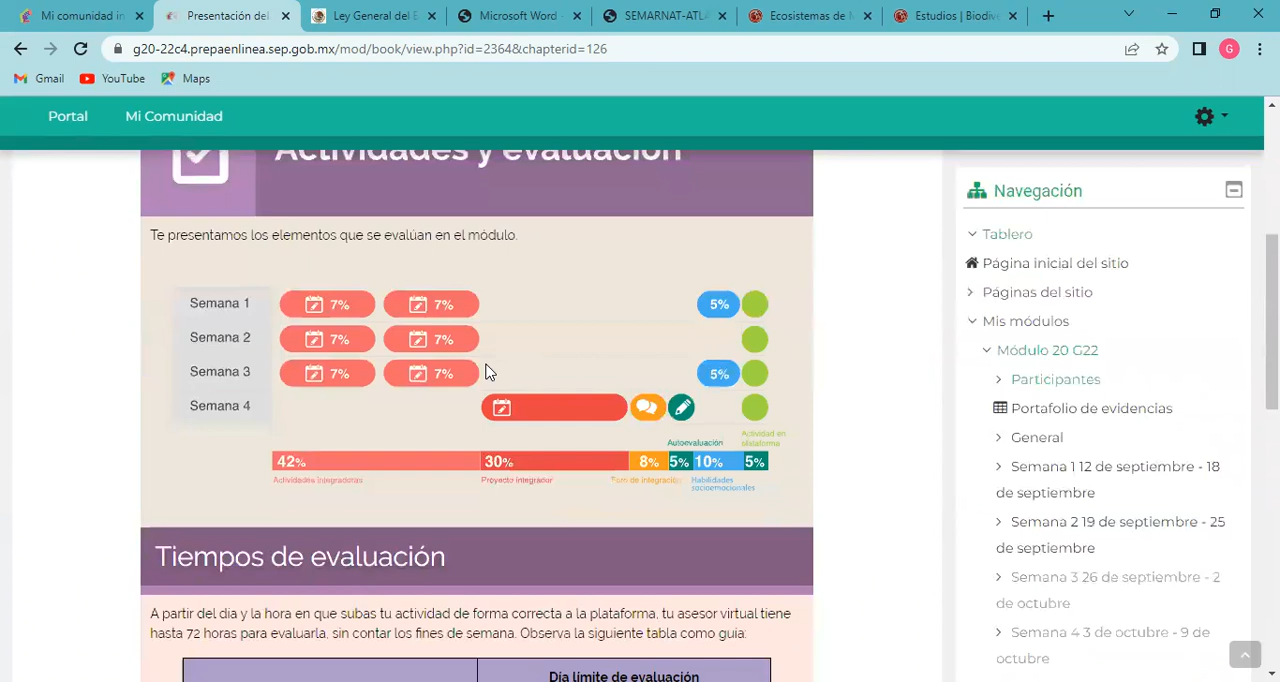 Mi comunidad in
Presentación del
Ley General del E
Microsoft Word -
SEMARNAT-ATLA
Ecosistemas de M
Estudios | Biodive
g20-22c4.prepaenlinea.sep.gob.mx/mod/book/view.php?id=2364&chapterid=126
G
Gmail
YouTube
Maps
Portal
Mi Comunidad
Actividades y evaluación
Te presentamos los elementos que se evalúan en el módulo.
Semana 1
7%
7%
5%
Semana 2
7%
7%
Semana 3
7%
7%
5%
Semana 4
Actividad en
plataforma
Autoevaluación
42%
30%
8%
5%
10%
5%
Actividades integradoras
Proyecto integrador
Foro de integración
Habilidades
socioemocionales
Tiempos de evaluación
A partir del día y la hora en que subas tu actividad de forma correcta a la plataforma, tu asesor virtual tiene
hasta 72 horas para evaluarla, sin contar los fines de semana. Observa la siguiente tabla como guía:
Día límite de evaluación
Navegación
Tablero
Página inicial del sitio
Páginas del sitio
Mis módulos
Módulo 20 G22
Participantes
Portafolio de evidencias
General
Semana 1 12 de septiembre - 18
de septiembre
Semana 2 19 de septiembre - 25
de septiembre
Semana 3 26 de septiembre - 2
de octubre
Semana 4 3 de octubre - 9 de
octubre